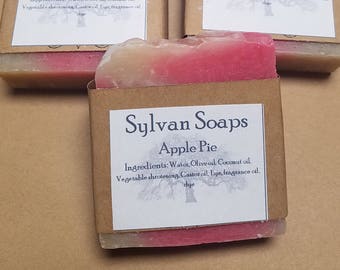 Sylvan Soaps
Apple Pie
Ingredients: Water, Olive oil, Coconut oil,
Vegetable shortening, Castor oil, Lye, fragrance oil,
dye